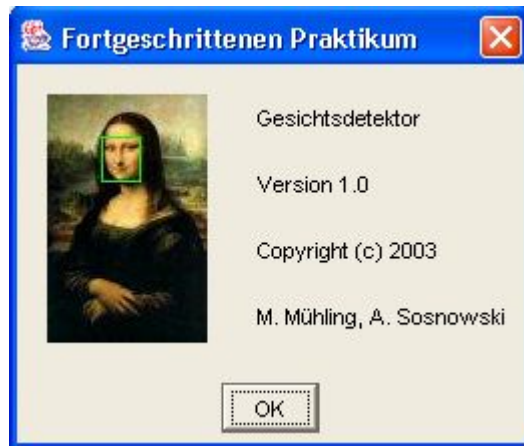 Fortgeschrittenen Praktikum
Gesichtsdetektor
Version 1.0
Copyright (c) 2003
M. Mühling, A. Sosnowski
OK